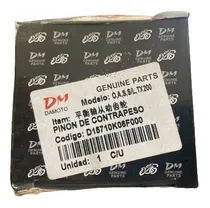 GENUINE PARTS
DM
DAMOTO
Modelo: O.A,S,S/L,TX200
Item: 平衡轴从动齿轮
PINON DE CONTRAPESO
Codigo: D15710K06F000
Unidad: 1 C/U